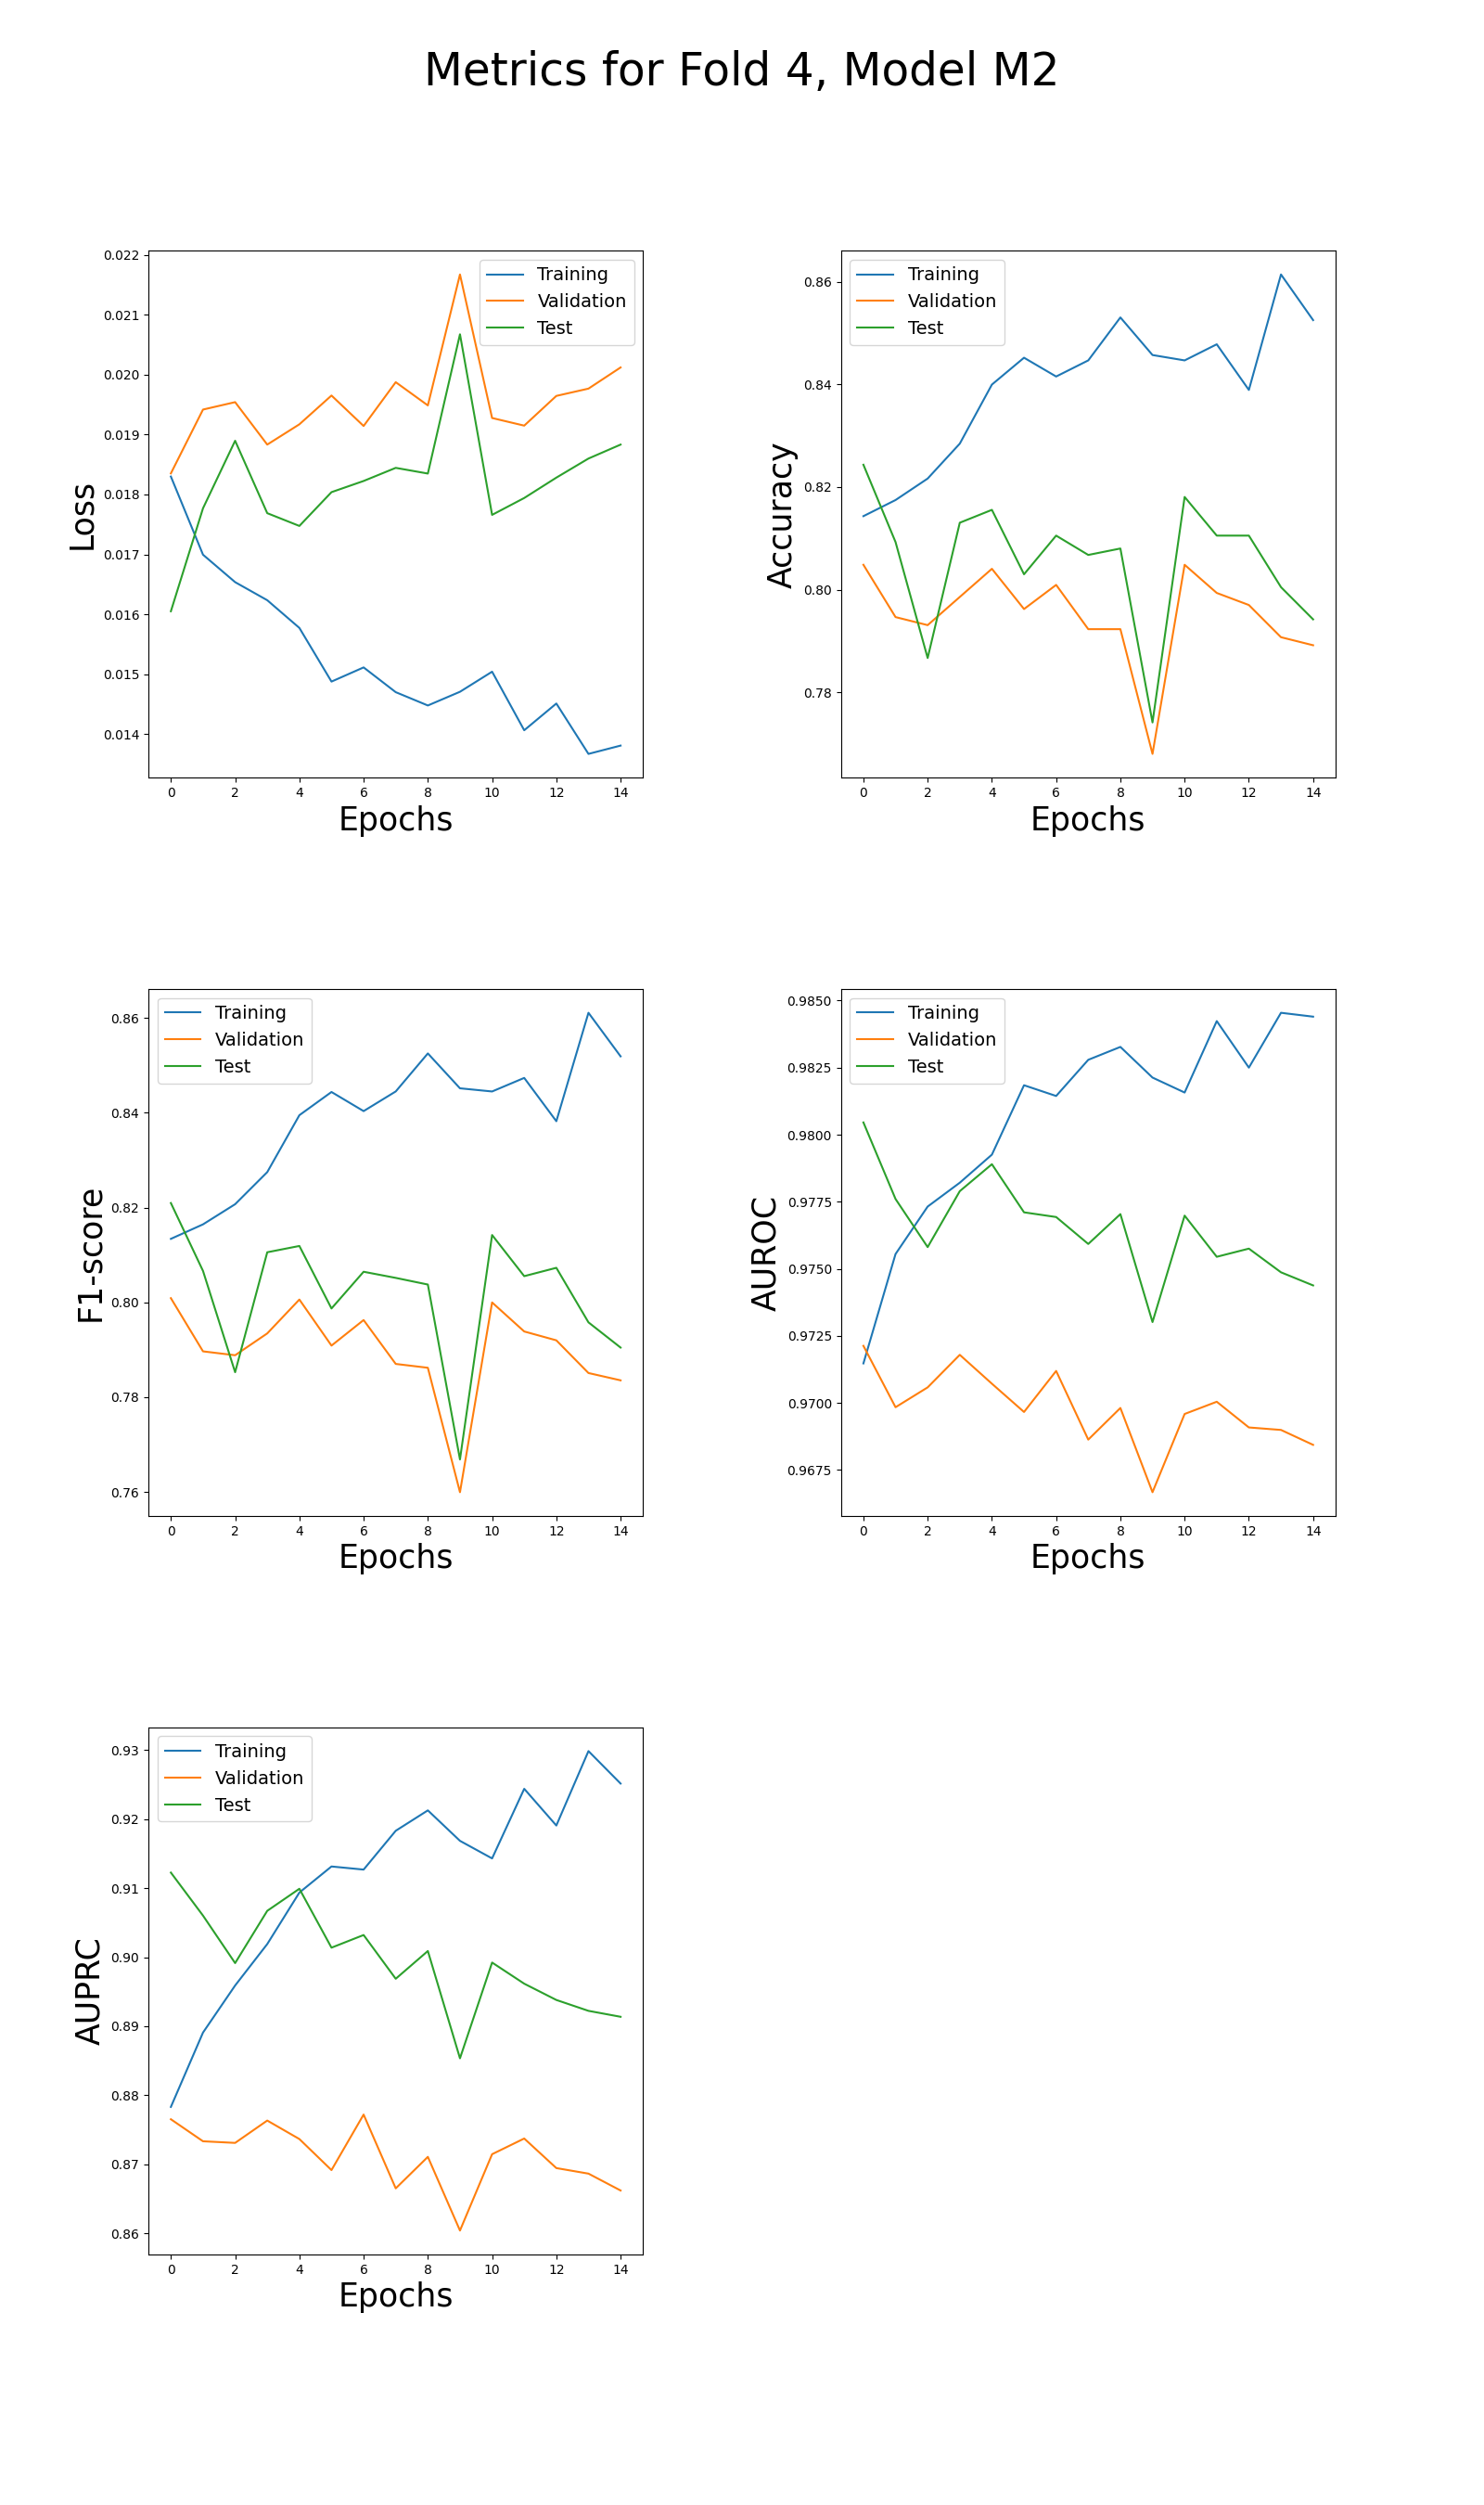 Metrics for Fold 4, Model M2
Loss
0.022
0.021
0.020
0.019
0.018
0.017
0.016
0.015
0.014
Training
Validation
Test
0 2 4 6 8 10 12 14
Epochs
Accuracy
0.86
0.84
0.82
0.80
0.78
Training
Validation
Test
0 2 4 6 8 10 12 14
Epochs
F1-score
0.86
0.84
0.82
0.80
0.78
0.76
Training
Validation
Test
0 2 4 6 8 10 12 14
Epochs
AUROC
0.9850
0.9825
0.9800
0.9775
0.9750
0.9725
0.9700
0.9675
Training
Validation
Test
0 2 4 6 8 10 12 14
Epochs
AUPRC
0.93
0.92
0.91
0.90
0.89
0.88
0.87
0.86
Training
Validation
Test
0 2 4 6 8 10 12 14
Epochs